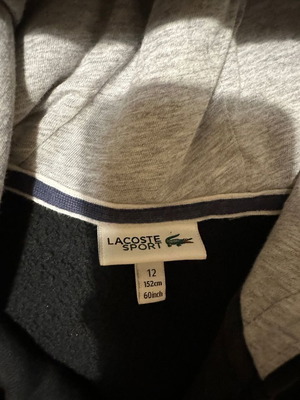 LACOSTE
SPORT
12
152cm
60inch